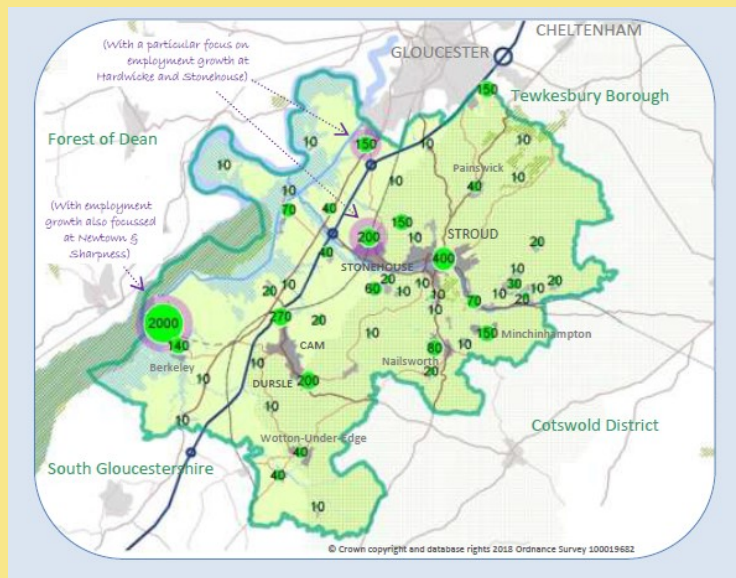 CHELTENHAM
(With a particular focus on
employment growth at
Hardwicke and Stonehouse)
GLOUCESTER
150
Tewkesbury Borough
Forest of Dean
10
150
10
10
10
Painswick
10
10
40
10
(With employment
growth also focussed
at Newtown &
Sharpness)
70
40
150
200
10
STROUD
20
40
STONEHOUSE
400
10
20
60
10
10
10
30
10
20
20
20
10
70
10
2000
270
20
10
150
Minchinhampton
140
CAM
80
10
Berkeley
Nailsworth
10
10
DURSLE
200
20
10
10
Cotswold District
Wotton-Under-Edge
40
South Gloucestershire
40
10
© Crown copyright and database rights 2018 Ordnance Survey 100019682